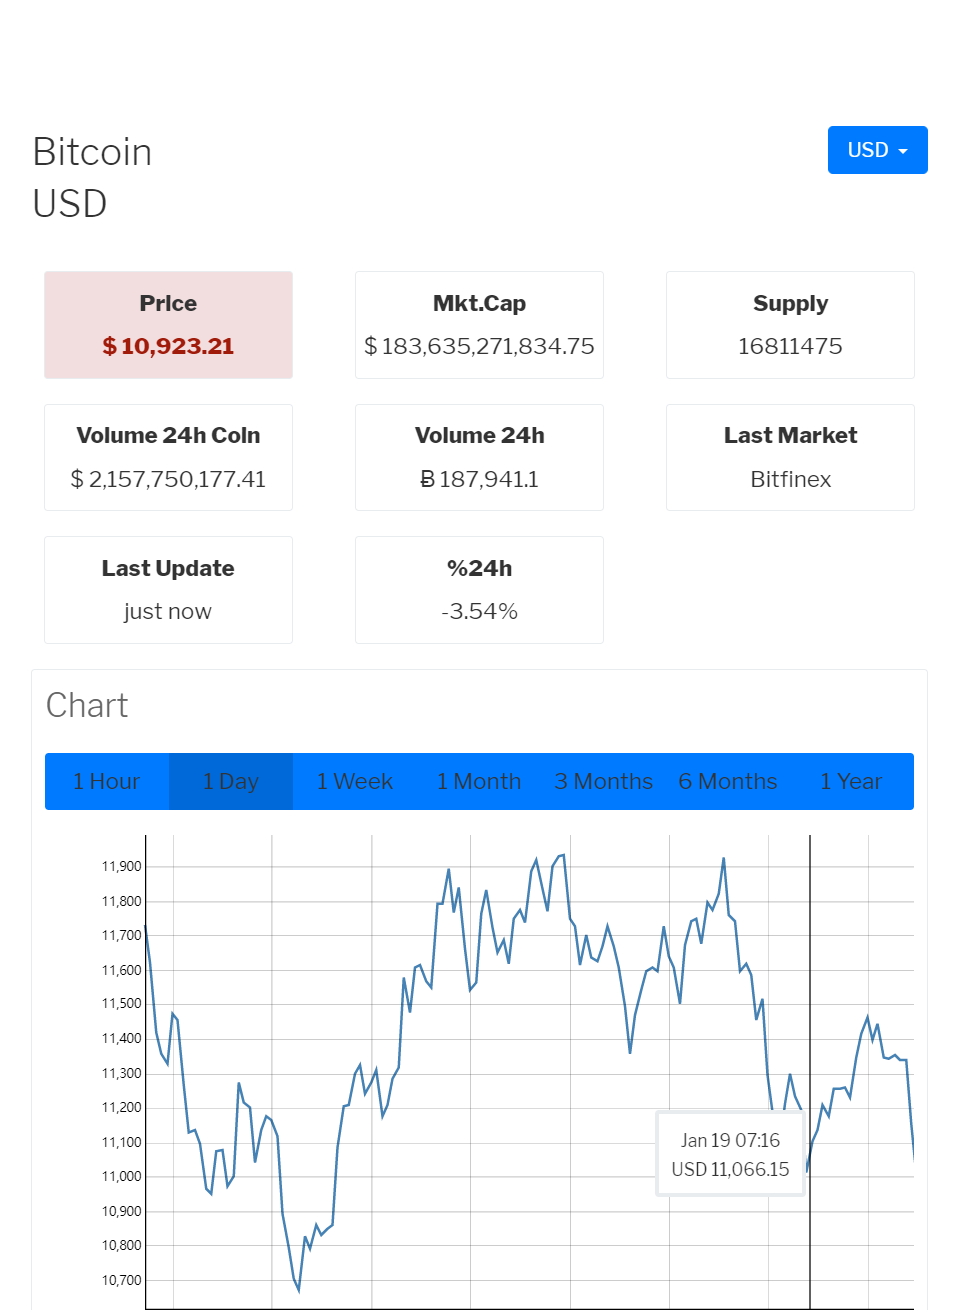 Bitcoin
USD
USD
PrIce
Mkt.Cap
Supply
$ 10,923.21
$ 183,635,271,834.75
16811475
Volume 24h CoIn
Volume 24h
Last Market
$ 2,157,750,177.41
Ƀ 187,941.1
Bitfinex
Last Update
%24h
just now
-3.54%
Chart
1 Hour
1 Day
1 Week
1 Month
3 Months
6 Months
1 Year
11,900
11,800
11,700
11,600
11,500
11,400
11,300
11,200
11,100
11,000
10,900
10,800
10,700
Jan 19 07:16
USD 11,066.15